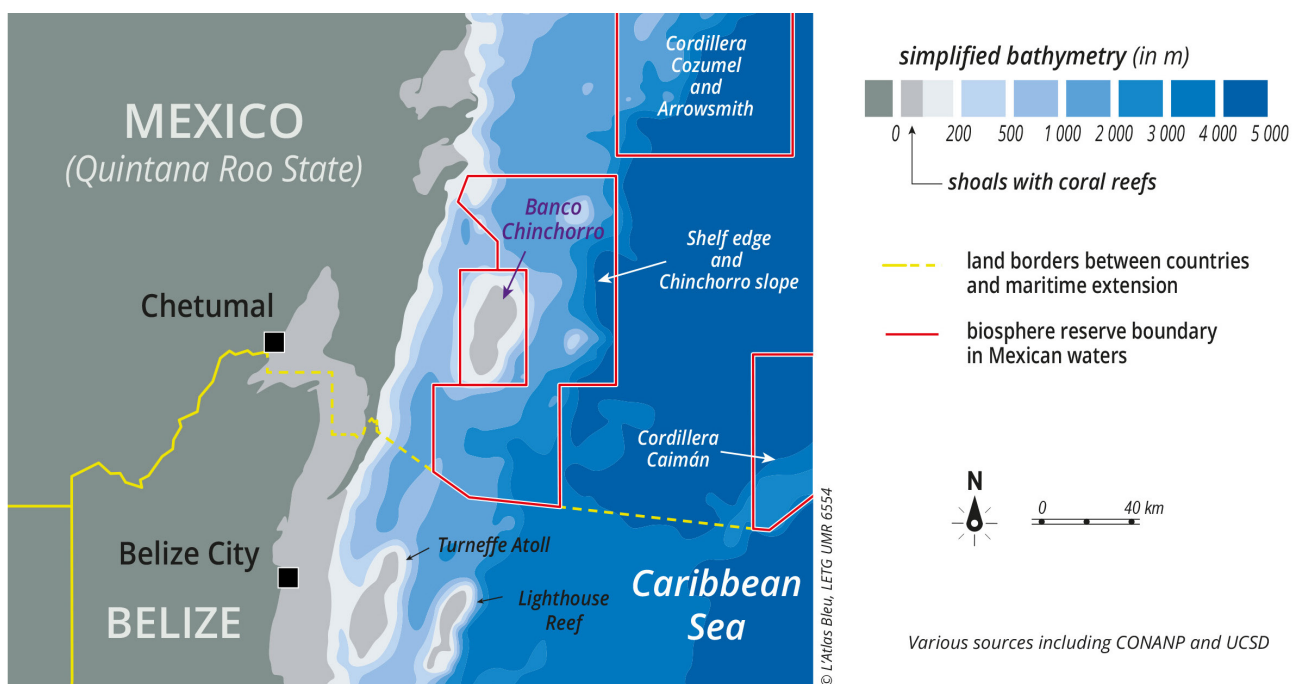 MEXICO
(Quintana Roo State)
Cordillera
Cozumel
and
Arrowsmith
Banco
Chinchorro
Shelf edge
and
Chinchorro slope
Chetumal
Cordillera
Caimán
Belize City
BELIZE
Turneffe Atoll
Lighthouse
Reef
Caribbean
Sea
© L'Atlas Bleu, LETG UMR 6554
simplified bathymetry (in m)
0 200 500 1 000 2 000 3 000 4 000 5 000
shoals with coral reefs
land borders between countries
and maritime extension
biosphere reserve boundary
in Mexican waters
N
0 40 km
Various sources including CONANP and UCSD